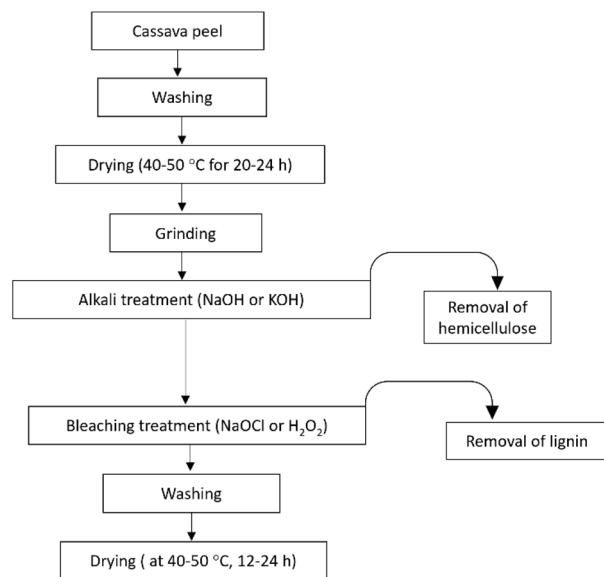 Cassava peel
Washing
Drying (40-50 °C for 20-24 h)
Grinding
Alkali treatment (NaOH or KOH)
Removal of
hemicellulose
Bleaching treatment (NaOCl or H₂O₂)
Removal of lignin
Washing
Drying ( at 40-50 °C, 12-24 h)